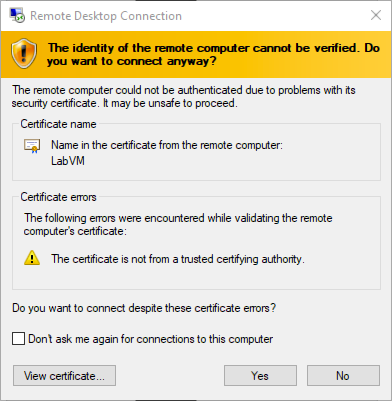 Remote Desktop Connection
The identity of the remote computer cannot be verified. Do
you want to connect anyway?
The remote computer could not be authenticated due to problems with its
security certificate. It may be unsafe to proceed.
Certificate name
Name in the certificate from the remote computer:
LabVM
Certificate errors
The following errors were encountered while validating the remote
computer's certificate:
The certificate is not from a trusted certifying authority.
Do you want to connect despite these certificate errors?
Don't ask me again for connections to this computer
View certificate...
Yes
No